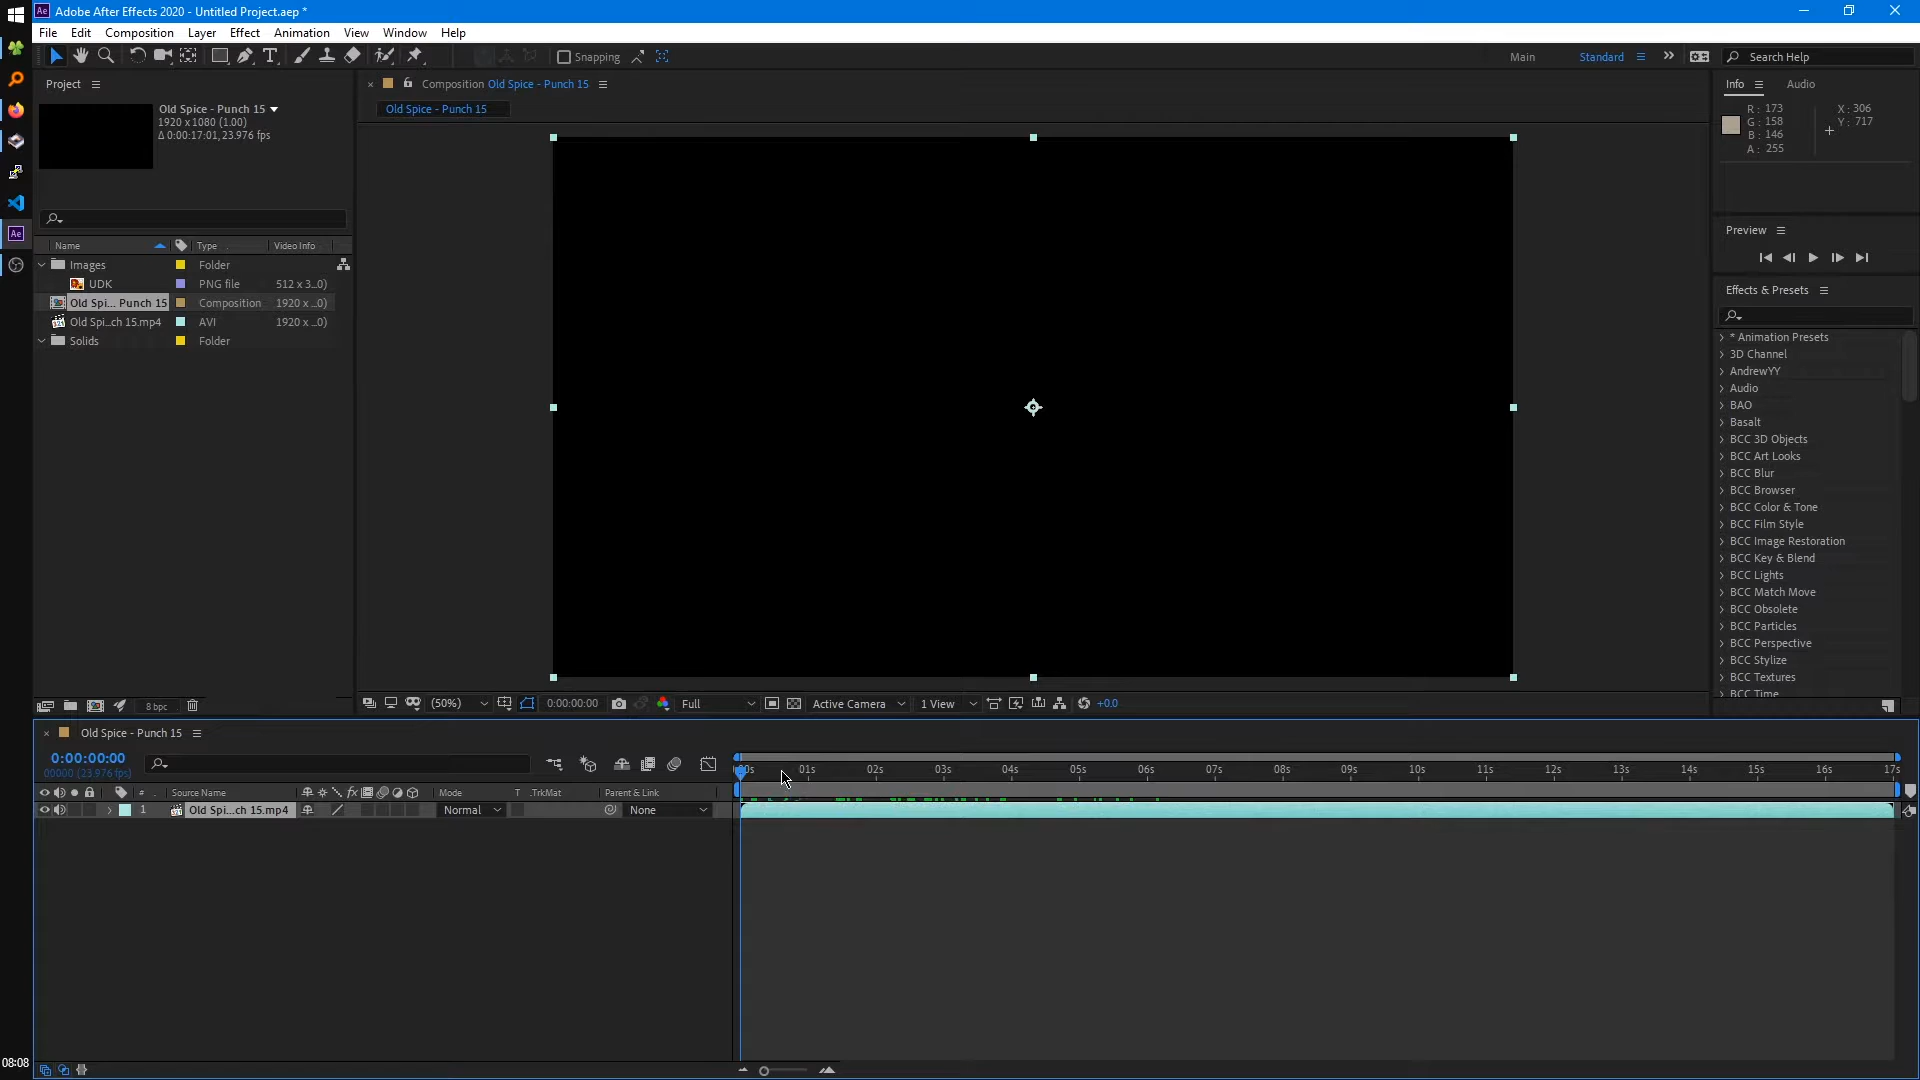 Adobe After Effects 2020 - Untitled Project.aep *
File Edit Composition Layer Effect Animation View Window Help
Snapping
Main Standard Search Help
Project
Old Spice - Punch 15
1920 x 1080 (1.00)
Δ 0:00:17:01, 23.976 fps
Name Type Video Info
Images Folder
UDK PNG file 512 x 3...0)
Old Spi... Punch 15 Composition 1920 x ...0)
Old Spi...ch 15.mp4 AVI 1920 x ...0)
Solids Folder
8 bpc
Composition Old Spice - Punch 15
Old Spice - Punch 15
(50%) 0:00:00:00 Full Active Camera 1 View +0.0
Info Audio
R: 173 X: 306
G: 158 Y: 717
B: 146
A: 255
Preview
Effects & Presets
* Animation Presets
3D Channel
AndrewYY
Audio
BAO
Basalt
BCC 3D Objects
BCC Art Looks
BCC Blur
BCC Browser
BCC Color & Tone
BCC Film Style
BCC Image Restoration
BCC Key & Blend
BCC Lights
BCC Match Move
BCC Obsolete
BCC Particles
BCC Perspective
BCC Stylize
BCC Textures
BCC Time
Old Spice - Punch 15
0:00:00:00
00000 (23.976 fps)
00s 01s 02s 03s 04s 05s 06s 07s 08s 09s 10s 11s 12s 13s 14s 15s 16s 17s
# Source Name fx Mode T .TrkMat Parent & Link
1 Old Spi...ch 15.mp4 Normal None
08:08